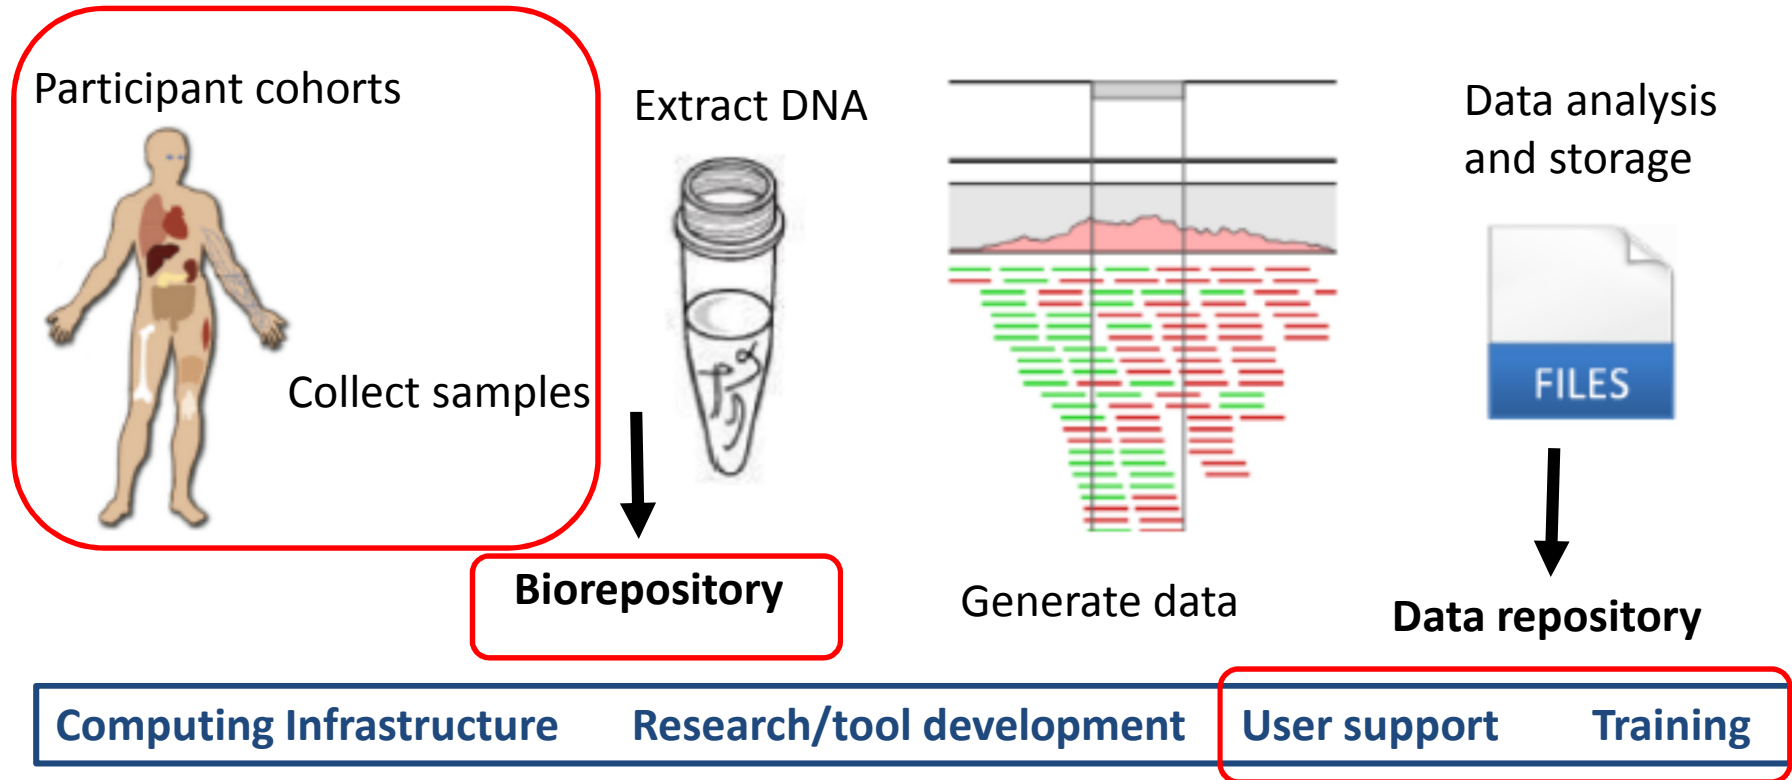 Participant cohorts
Collect samples
Extract DNA
Biorepository
Generate data
Data analysis
and storage
FILES
Data repository
Computing Infrastructure Research/tool development User support Training